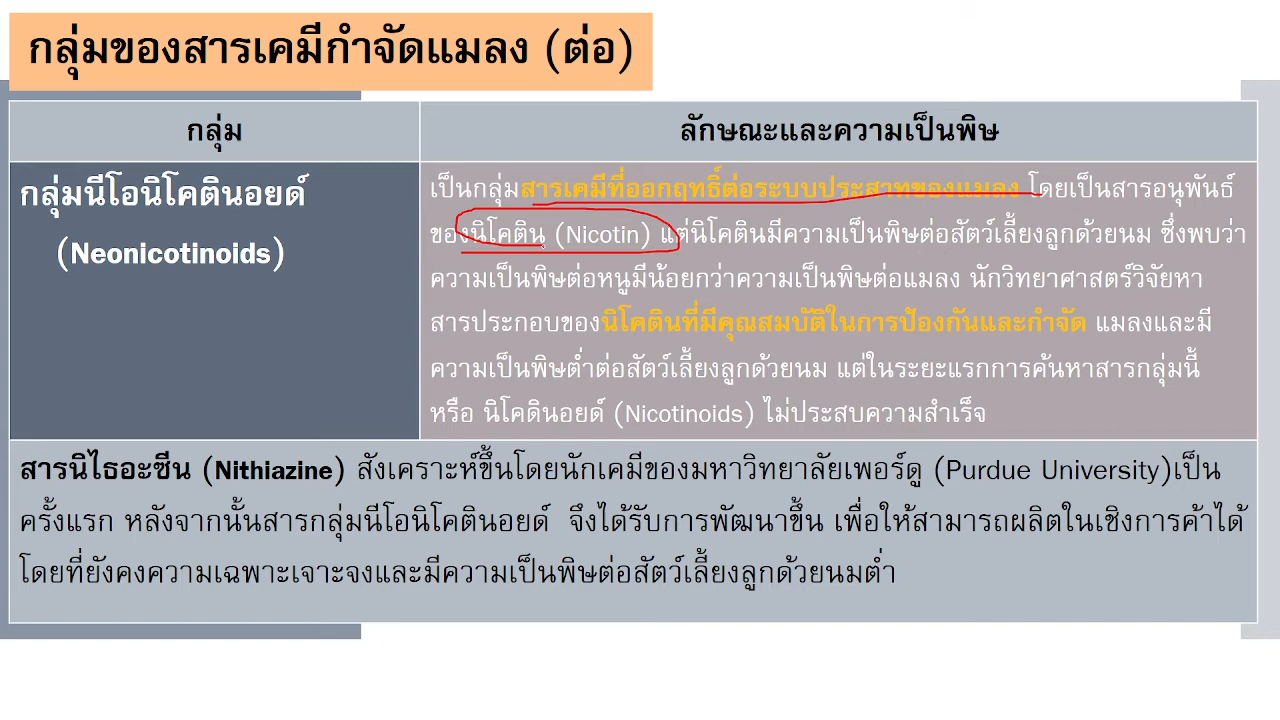 กลุ่มของสารเคมีกำจัดแมลง (ต่อ)
กลุ่ม
ลักษณะและความเป็นพิษ
กลุ่มนีโอนิโคตินอยด์
(Neonicotinoids)
เป็นกลุ่มสารเคมีที่ออกฤทธิ์ต่อระบบประสาทของแมลง โดยเป็นสารอนุพันธ์
ของนิโคติน (Nicotin) แต่นิโคตินมีความเป็นพิษต่อสัตว์เลี้ยงลูกด้วยนม ซึ่งพบว่า
ความเป็นพิษต่อหนูมีน้อยกว่าความเป็นพิษต่อแมลง นักวิทยาศาสตร์วิจัยหา
สารประกอบของนิโคตินที่มีคุณสมบัติในการป้องกันและกำจัด แมลงและมี
ความเป็นพิษต่ำต่อสัตว์เลี้ยงลูกด้วยนม แต่ในระยะแรกการค้นหาสารกลุ่มนี้
หรือ นิโคตินอยด์ (Nicotinoids) ไม่ประสบความสำเร็จ
สารนิไธอะซีน (Nithiazine) สังเคราะห์ขึ้นโดยนักเคมีของมหาวิทยาลัยเพอร์ดู (Purdue University)เป็น
ครั้งแรก หลังจากนั้นสารกลุ่มนีโอนิโคตินอยด์ จึงได้รับการพัฒนาขึ้น เพื่อให้สามารถผลิตในเชิงการค้าได้
โดยที่ยังคงความเฉพาะเจาะจงและมีความเป็นพิษต่อสัตว์เลี้ยงลูกด้วยนมต่ำ